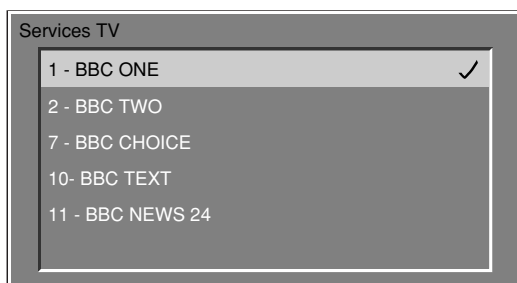 Services TV
1 - BBC ONE
2 - BBC TWO
7 - BBC CHOICE
10- BBC TEXT
11 - BBC NEWS 24